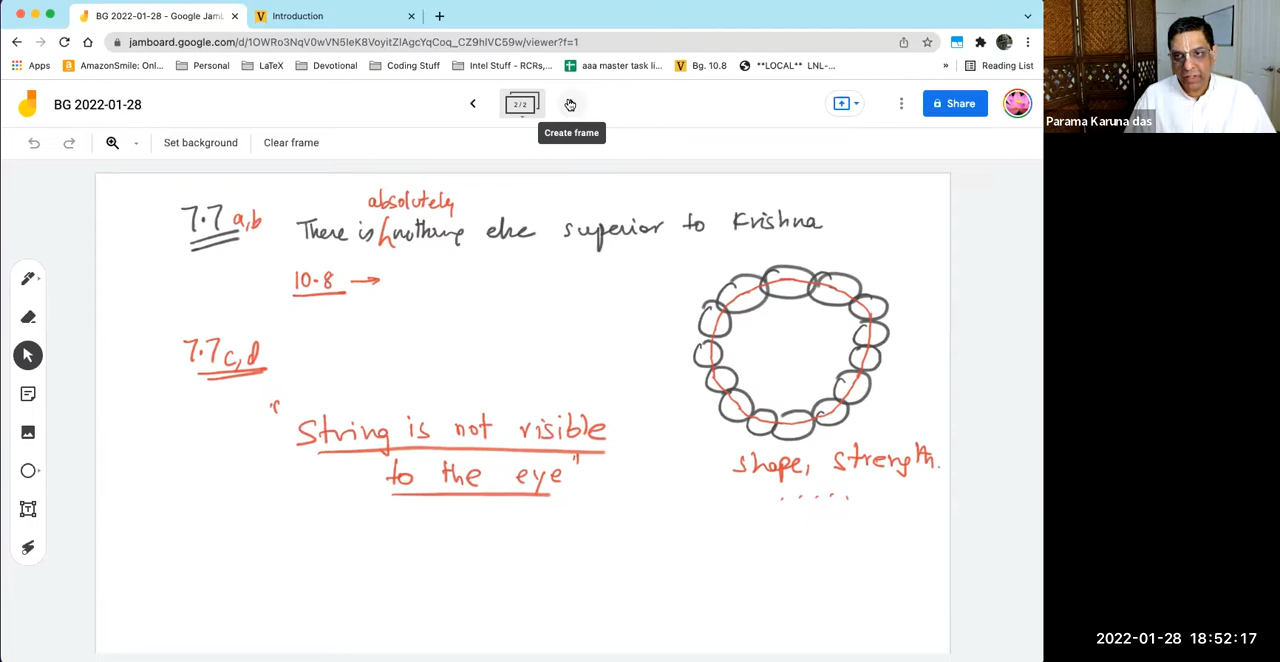 BG 2022-01-28 - Google Jam
Introduction
jamboard.google.com/d/1OWRo3NqV0wVN5IeK8VoyitZIAgcYqCoq_CZ9hIVC59w/viewer?f=1
Apps AmazonSmile: Onl... Personal LaTeX Devotional Coding Stuff Intel Stuff - RCRs,... aaa master task li... Bg. 10.8 **LOCAL** LNL-... » Reading List
BG 2022-01-28
2/2
Share
Create frame
Set background
Clear frame
Parama Karuna das
absolutely
7.7 a,b There is nothing else superior to Krishna
10.8 →
7.7 c,d
"String is not visible
to the eye"
shape, strength.
. . . . .
2022-01-28 18:52:17